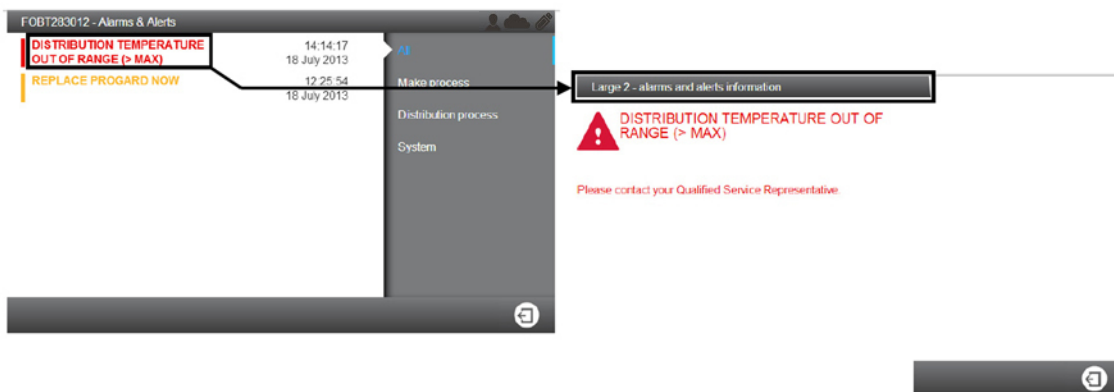 FOBT283012 - Alarms & Alerts
DISTRIBUTION TEMPERATURE
OUT OF RANGE (> MAX)
14:14:17
18 July 2013
REPLACE PROGARD NOW
12:25:54
18 July 2013
All
Make process
Distribution process
System
Large 2 - alarms and alerts information
DISTRIBUTION TEMPERATURE OUT OF
RANGE (> MAX)
Please contact your Qualified Service Representative